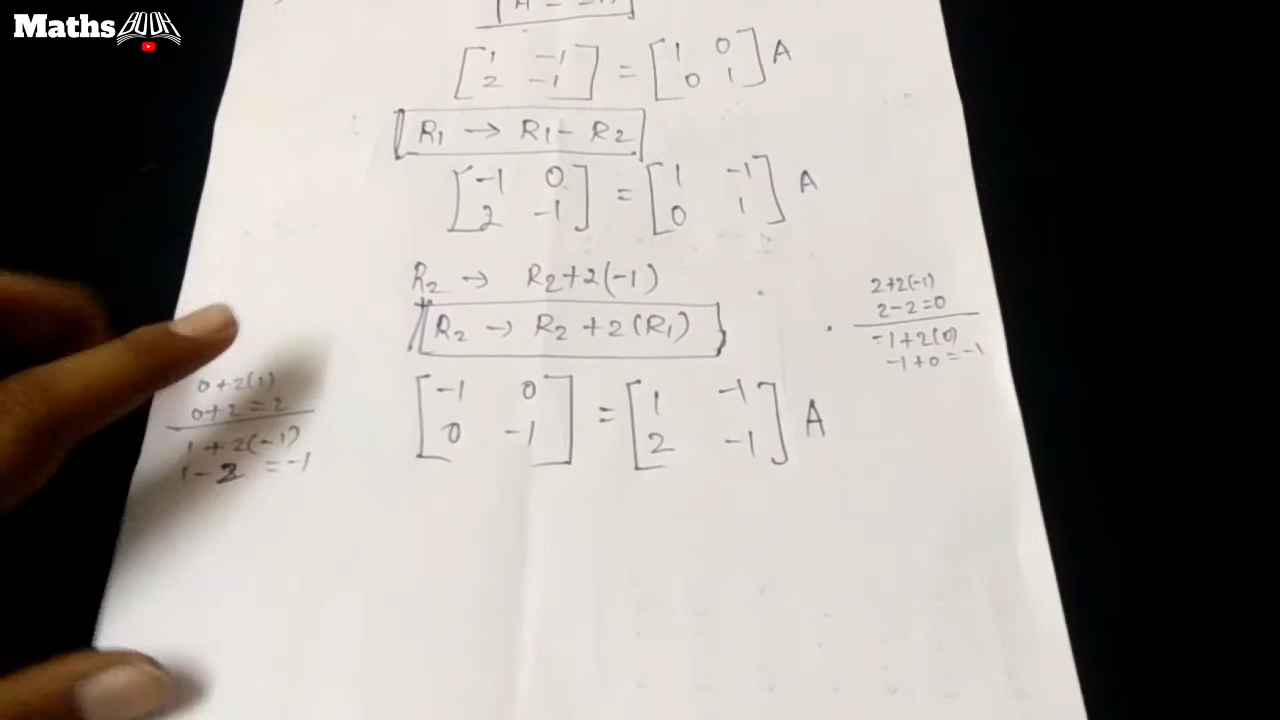 Maths BOOK
[1 -1] = [1 0] A
[2 -1] [0 1]
R1 → R1 - R2
[-1 0] = [1 -1] A
[2 -1] [0 1]
R2 → R2+2(-1)
R2 → R2 + 2(R1)
2+2(-1)
2-2=0
-1+2(0)
-1+0=-1
0+2(1)
0+2=2
1+2(-1)
1-2 =-1
[-1 0] = [1 -1] A
[0 -1] [2 -1]